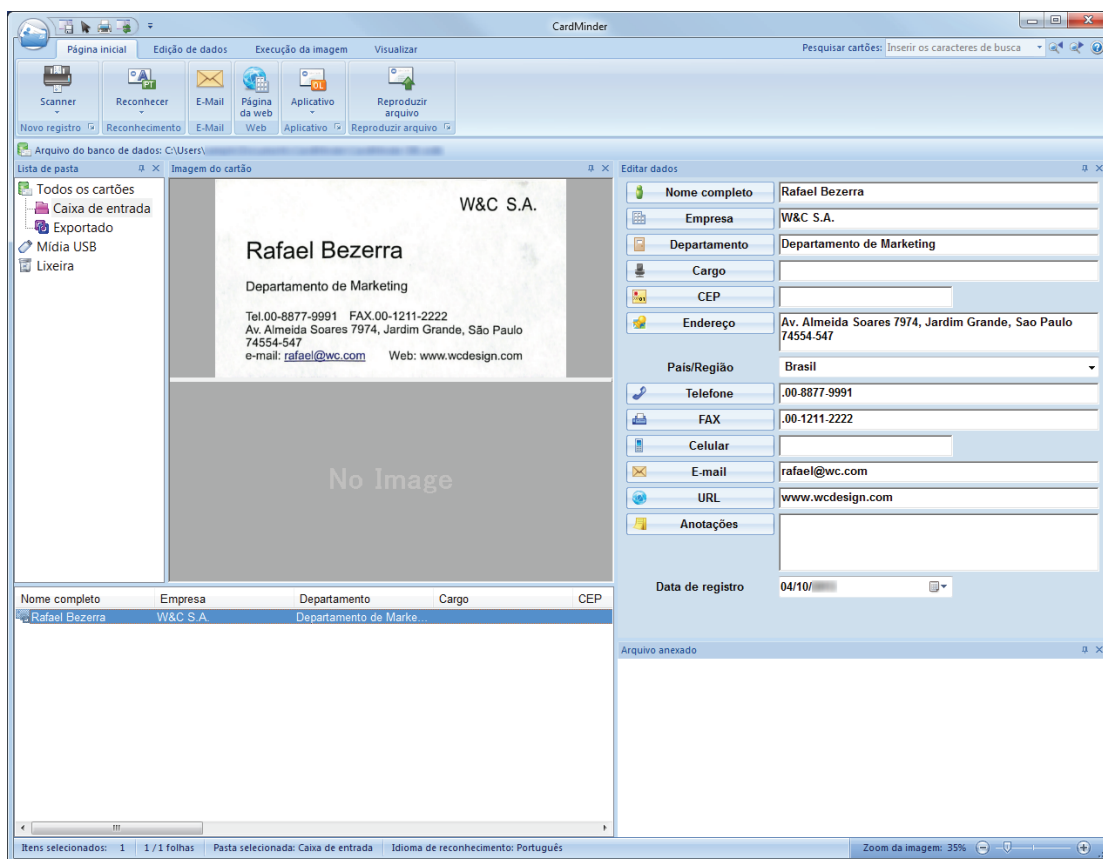 CardMinder
Página inicial Edição de dados Execução da imagem Visualizar Pesquisar cartões: Inserir os caracteres de busca
Scanner Reconhecer E-Mail Página da web Aplicativo Reproduzir arquivo
Novo registro Reconhecimento E-Mail Web Aplicativo Reproduzir arquivo
Arquivo do banco de dados: C:\Users\
Lista de pasta
Todos os cartões
Caixa de entrada
Exportado
Mídia USB
Lixeira
Imagem do cartão
W&C S.A.
Rafael Bezerra
Departamento de Marketing
Tel.00-8877-9991 FAX.00-1211-2222
Av. Almeida Soares 7974, Jardim Grande, São Paulo
74554-547
e-mail: rafael@wc.com Web: www.wcdesign.com
No Image
Editar dados
Nome completo Rafael Bezerra
Empresa W&C S.A.
Departamento Departamento de Marketing
Cargo
CEP
Endereço Av. Almeida Soares 7974, Jardim Grande, Sao Paulo
74554-547
País/Região Brasil
Telefone .00-8877-9991
FAX .00-1211-2222
Celular
E-mail rafael@wc.com
URL www.wcdesign.com
Anotações
Data de registro 04/10/
Nome completo Empresa Departamento Cargo CEP
Rafael Bezerra W&C S.A. Departamento de Marke...
Arquivo anexado
Itens selecionados: 1 1/1 folhas Pasta selecionada: Caixa de entrada Idioma de reconhecimento: Português Zoom da imagem: 35%